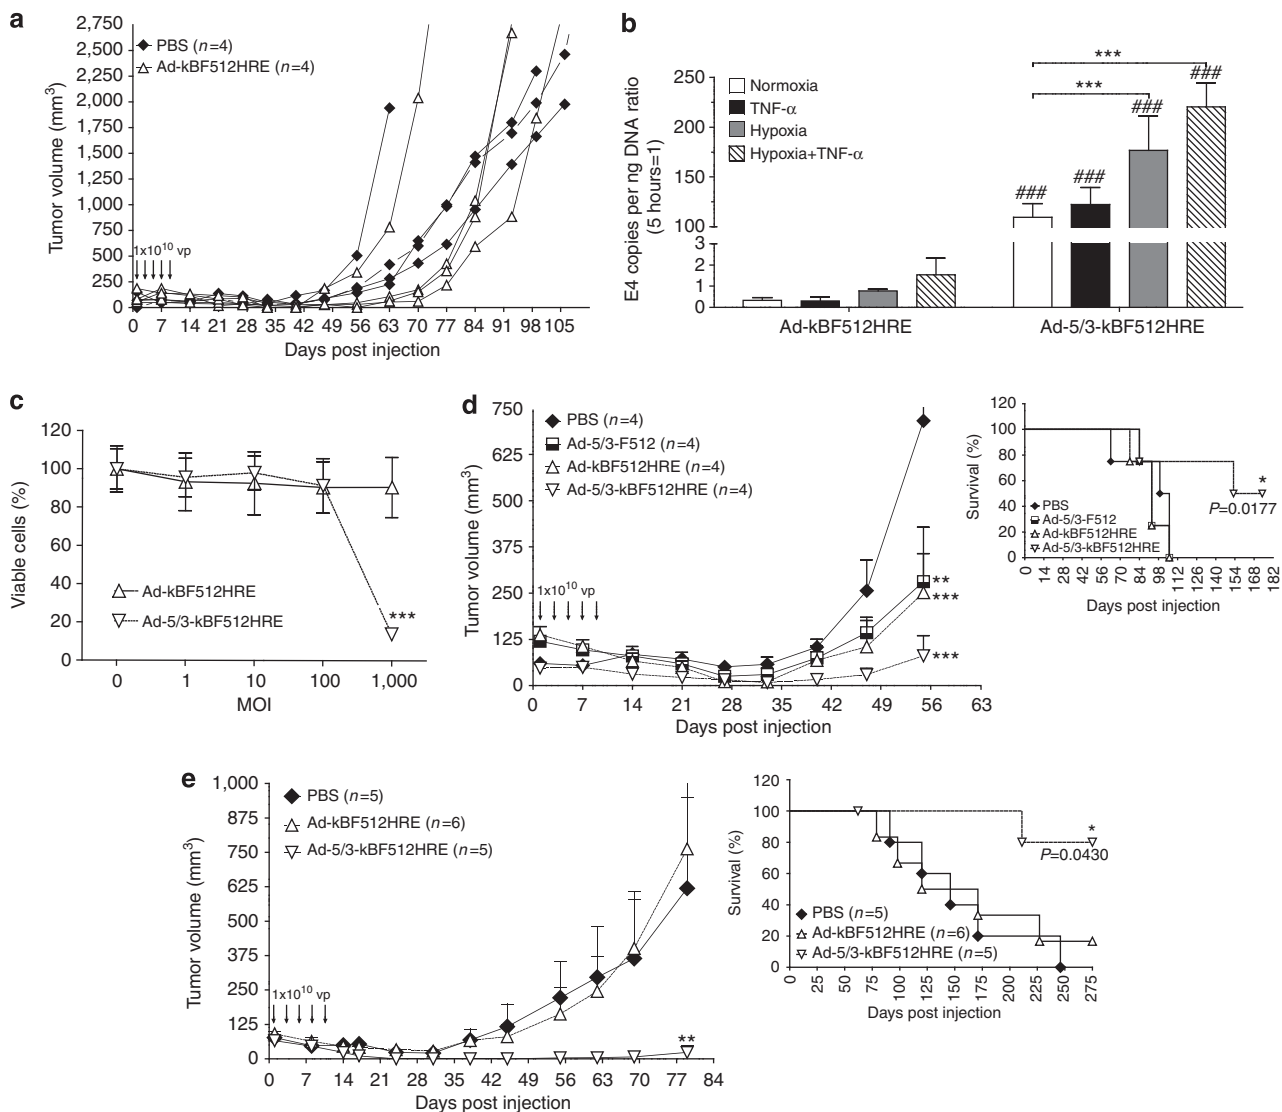 a
2,750
2,500
2,250
2,000
1,750
1,500
1,250
1,000
750
500
250
0
Tumor volume (mm³)
PBS (n=4)
Ad-kBF512HRE (n=4)
1x10¹⁰ vp
0 7 14 21 28 35 42 49 56 63 70 77 84 91 98 105
Days post injection
b
250
200
150
100
3
2
1
0
E4 copies per ng DNA ratio
(5 hours=1)
Normoxia
TNF-α
Hypoxia
Hypoxia+TNF-α
***
***
###
###
###
###
Ad-kBF512HRE
Ad-5/3-kBF512HRE
c
120
100
80
60
40
20
0
Viable cells (%)
Ad-kBF512HRE
Ad-5/3-kBF512HRE
***
0 1 10 100 1,000
MOI
d
750
625
500
375
250
125
0
Tumor volume (mm³)
PBS (n=4)
Ad-5/3-F512 (n=4)
Ad-kBF512HRE (n=4)
Ad-5/3-kBF512HRE (n=4)
1x10¹⁰ vp
**
***
***
0 7 14 21 28 35 42 49 56 63
Days post injection
120
100
80
60
40
20
0
Survival (%)
*
P=0.0177
PBS
Ad-5/3-F512
Ad-kBF512HRE
Ad-5/3-kBF512HRE
0 14 28 42 56 70 84 98 112 126 140 154 168 182
Days post injection
e
1,000
875
750
625
500
375
250
125
0
Tumor volume (mm³)
PBS (n=5)
Ad-kBF512HRE (n=6)
Ad-5/3-kBF512HRE (n=5)
1x10¹⁰ vp
**
0 7 14 21 28 35 42 49 56 63 70 77 84
Days post injection
120
100
80
60
40
20
0
Survival (%)
*
P=0.0430
PBS (n=5)
Ad-kBF512HRE (n=6)
Ad-5/3-kBF512HRE (n=5)
0 25 50 75 100 125 150 175 200 225 250 275
Days post injection